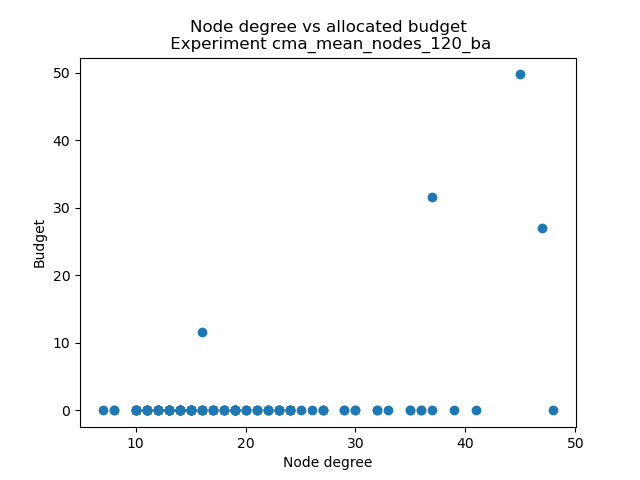 Node degree vs allocated budget
Experiment cma_mean_nodes_120_ba
50
40
30
20
10
0
Budget
10 20 30 40 50
Node degree